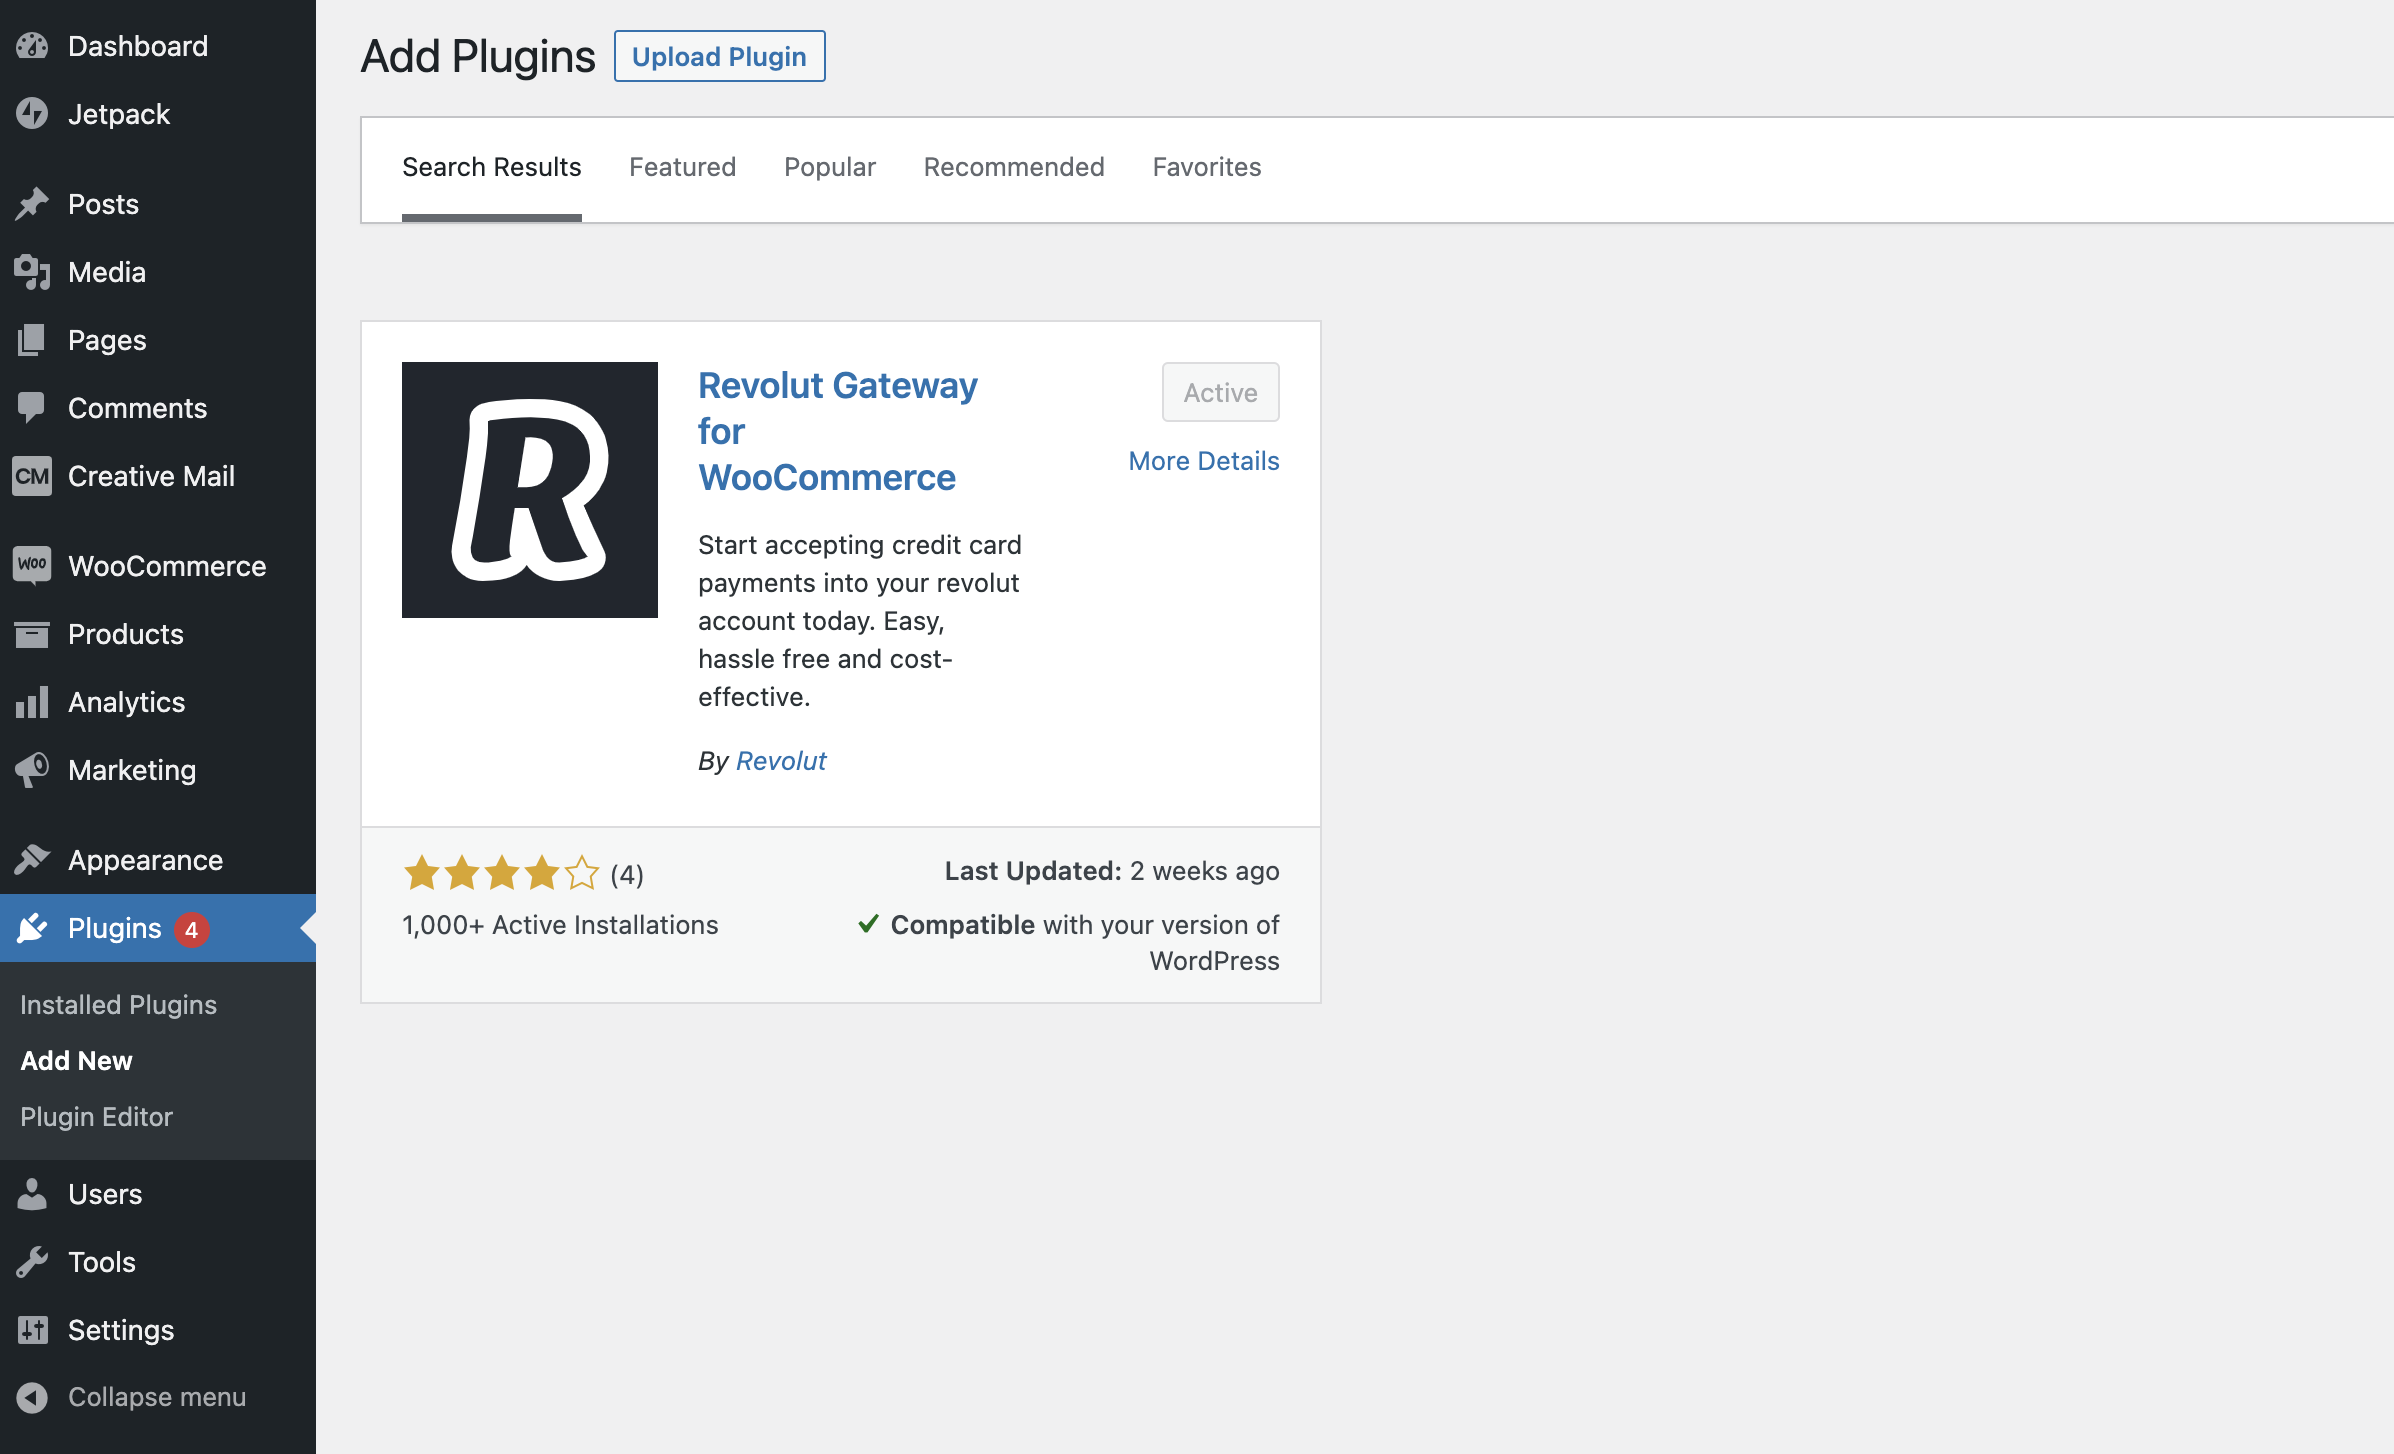 Dashboard
Jetpack
Posts
Media
Pages
Comments
CM Creative Mail
Woo WooCommerce
Products
Analytics
Marketing
Appearance
Plugins 4
Installed Plugins
Add New
Plugin Editor
Users
Tools
Settings
Collapse menu
Add Plugins Upload Plugin
Search Results Featured Popular Recommended Favorites
R
Revolut Gateway
for
WooCommerce
Active
More Details
Start accepting credit card
payments into your revolut
account today. Easy,
hassle free and cost-
effective.
By Revolut
(4)
1,000+ Active Installations
Last Updated: 2 weeks ago
Compatible with your version of
WordPress